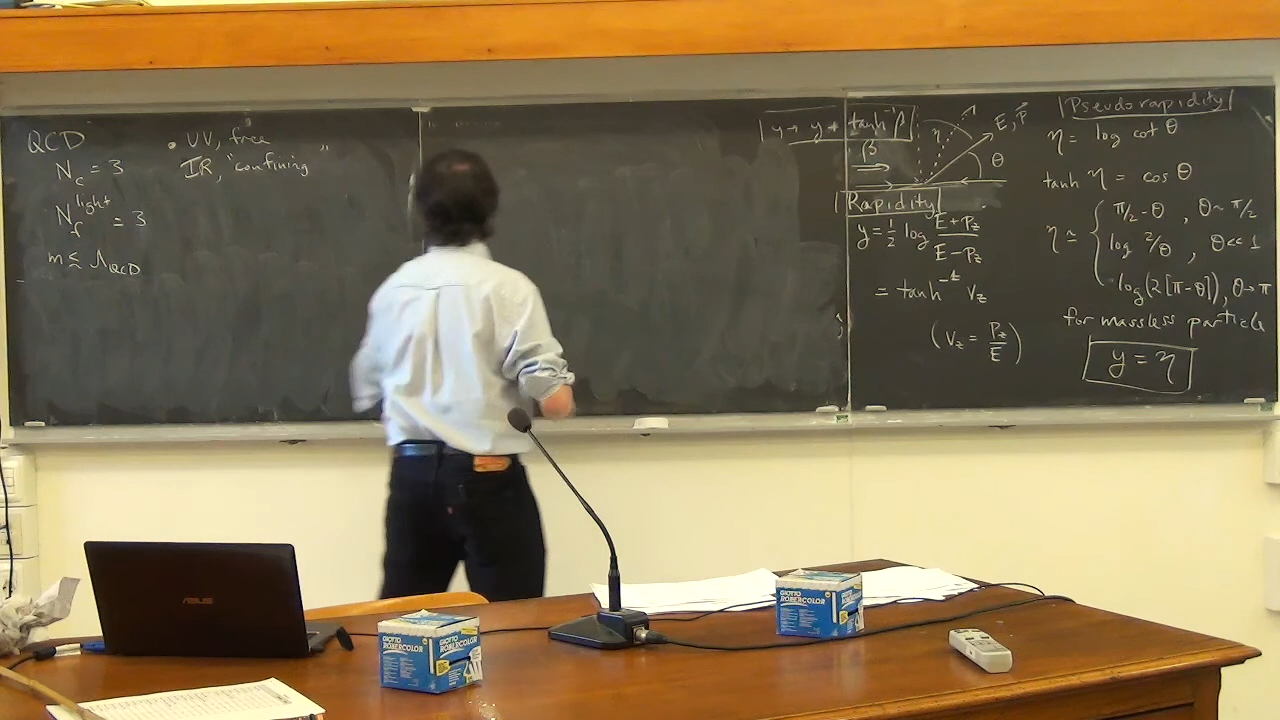 QCD
N_c = 3
N_f^light = 3
m ≲ Λ_QCD
• UV, free
IR, "confining"
y → y + tanh⁻¹ β
β
η
E, p⃗
θ
Rapidity
y = 1/2 log (E + P_z)/(E − P_z)
= tanh⁻¹ V_z
(V_z = P_z/E)
Pseudorapidity
η = log cot θ
tanh η = cos θ
η ≃ { π/2 − θ , θ ~ π/2
log 2/θ , θ << 1
−log(2[π−θ]), θ→π
for massless particle
y = η
ASUS
GIOTTO
ROBERCOLOR
GIOTTO
ROBERCOLOR
GIOTTO
ROBERCOLOR